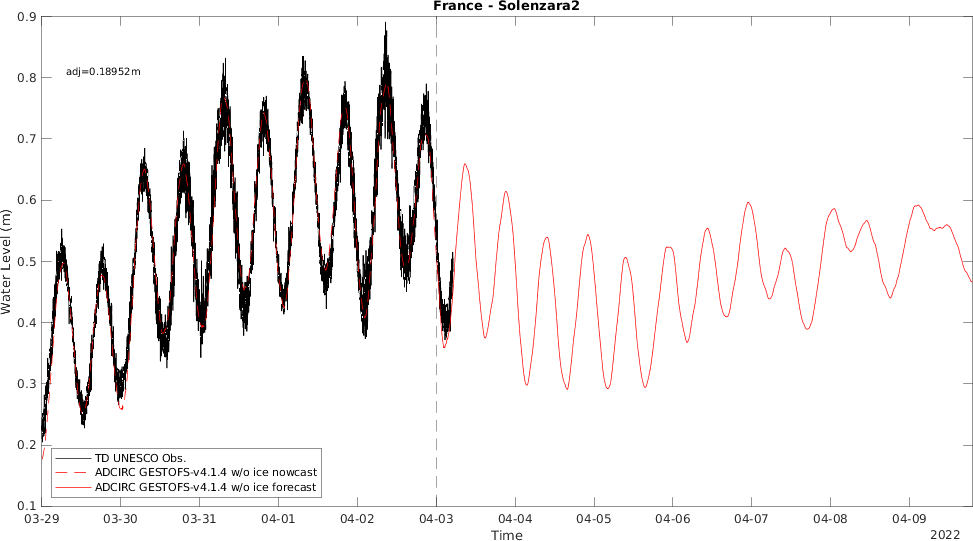 France - Solenzara2
adj=0.18952m
Water Level (m)
0.9
0.8
0.7
0.6
0.5
0.4
0.3
0.2
0.1
TD UNESCO Obs.
ADCIRC GESTOFS-v4.1.4 w/o ice nowcast
ADCIRC GESTOFS-v4.1.4 w/o ice forecast
03-29 03-30 03-31 04-01 04-02 04-03 04-04 04-05 04-06 04-07 04-08 04-09
Time
2022